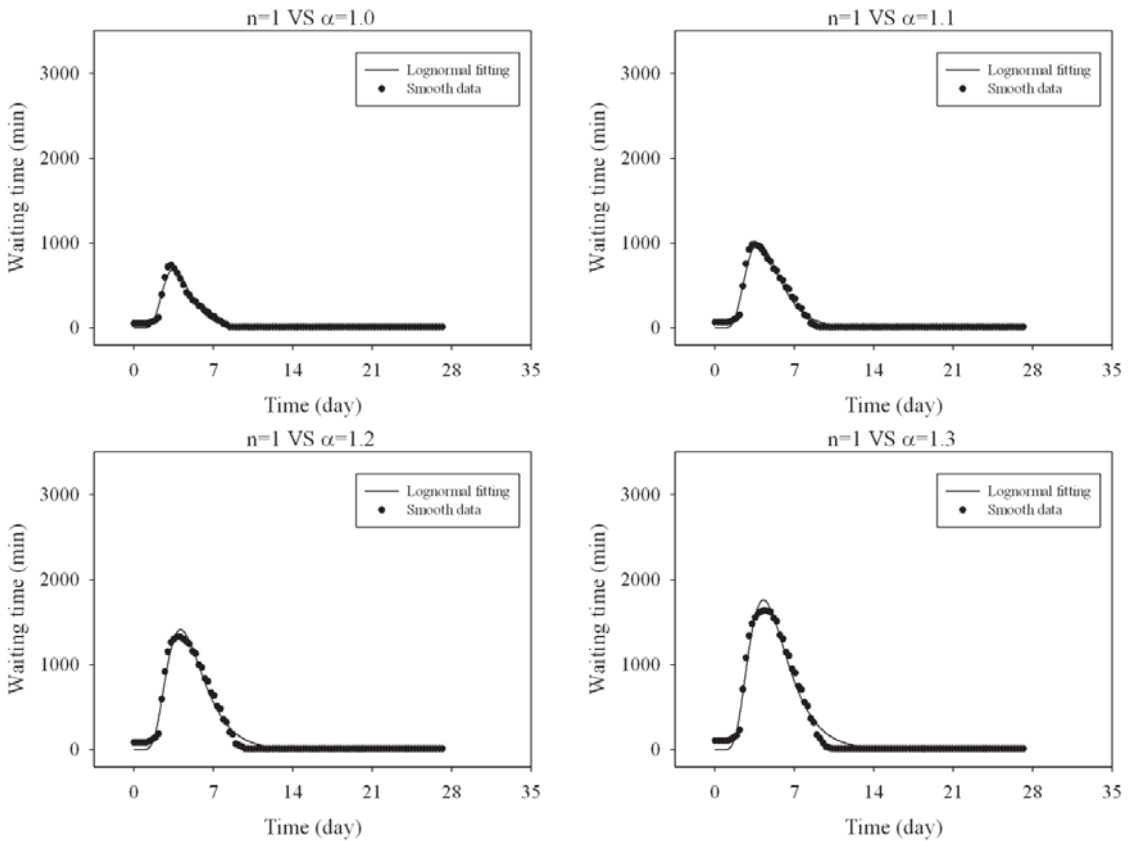 n=1 VS α=1.0
Lognormal fitting
Smooth data
Waiting time (min)
3000
2000
1000
0
0 7 14 21 28 35
Time (day)
n=1 VS α=1.1
Lognormal fitting
Smooth data
Waiting time (min)
3000
2000
1000
0
0 7 14 21 28 35
Time (day)
n=1 VS α=1.2
Lognormal fitting
Smooth data
Waiting time (min)
3000
2000
1000
0
0 7 14 21 28 35
Time (day)
n=1 VS α=1.3
Lognormal fitting
Smooth data
Waiting time (min)
3000
2000
1000
0
0 7 14 21 28 35
Time (day)